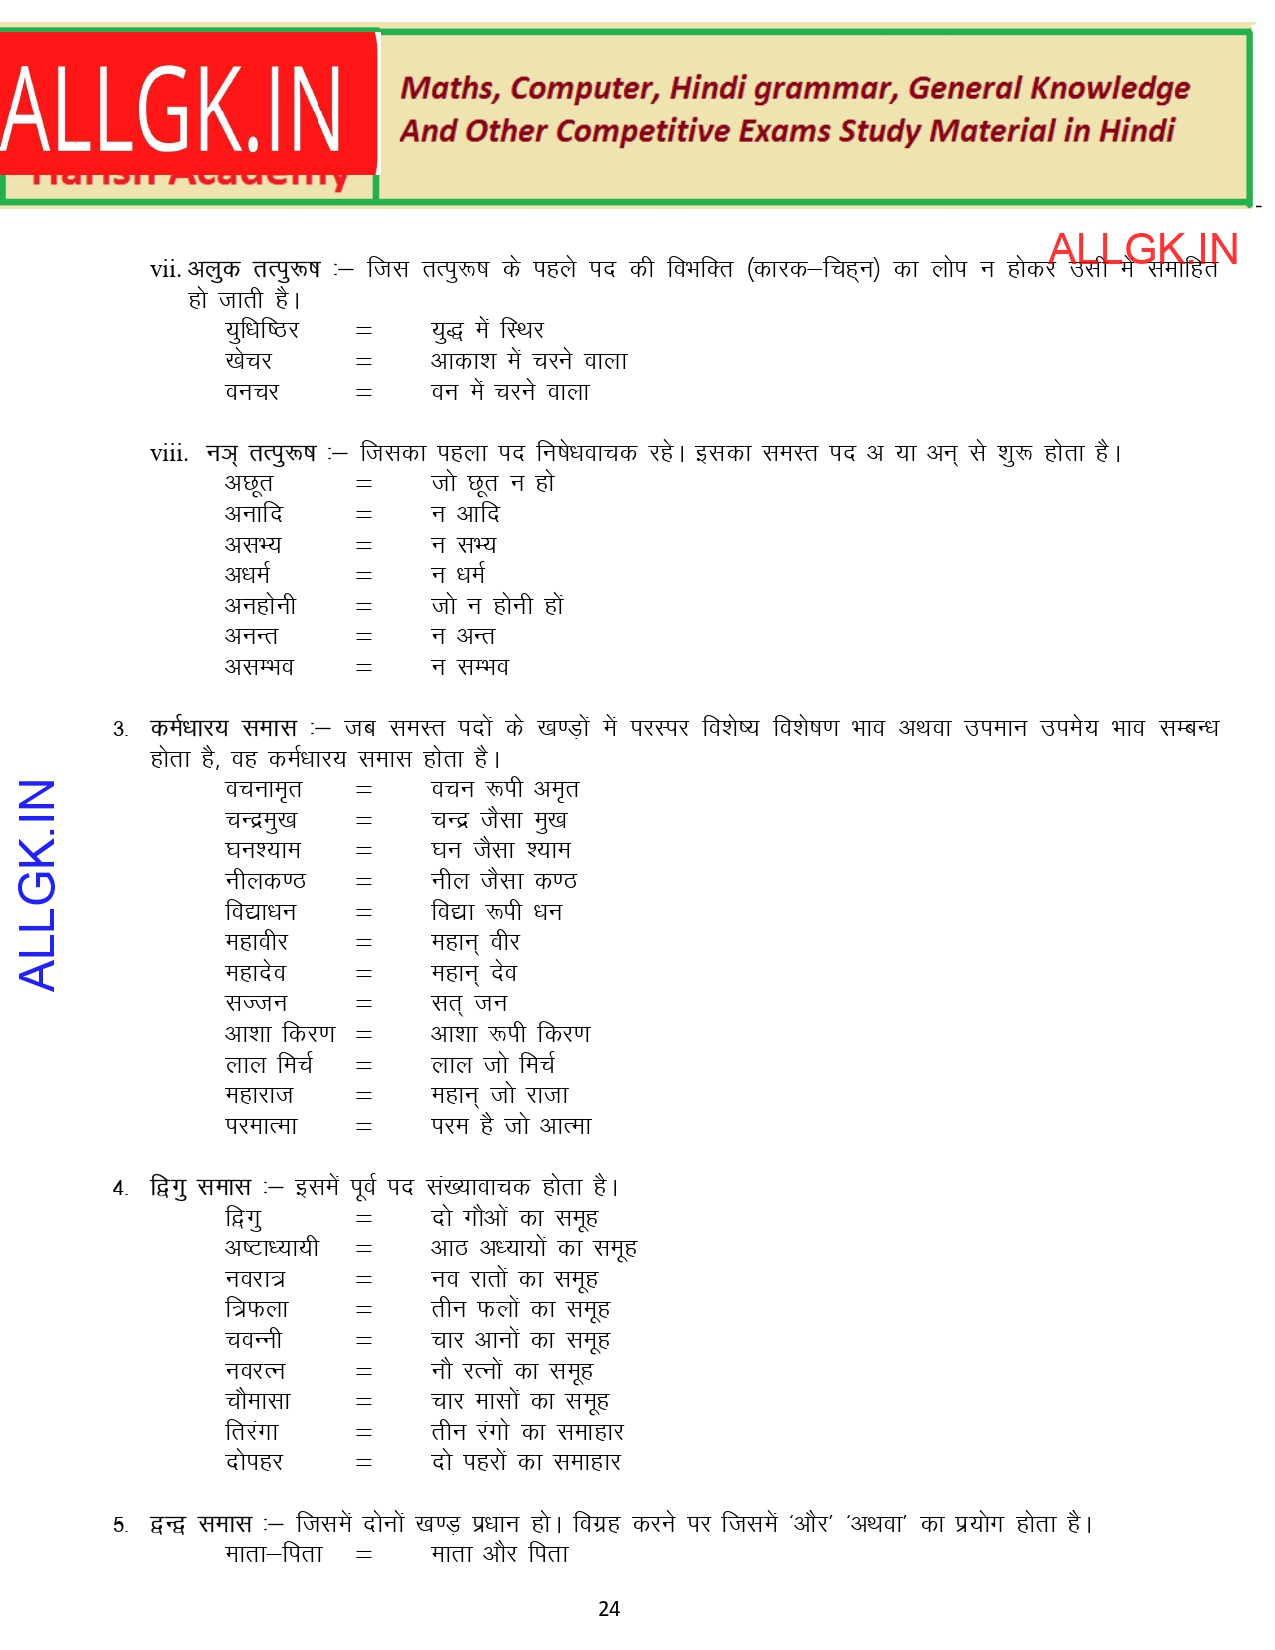 ALLGK.IN
Harish Academy
Maths, Computer, Hindi grammar, General Knowledge
And Other Competitive Exams Study Material in Hindi
ALLGK.IN
vii. अलुक तत्पुरूष :– जिस तत्पुरूष के पहले पद की विभक्ति (कारक–चिह्न) का लोप न होकर उसी में समाहित
हो जाती है।
युधिष्ठिर = युद्ध में स्थिर
खेचर = आकाश में चरने वाला
वनचर = वन में चरने वाला
viii. नञ् तत्पुरूष :– जिसका पहला पद निषेधवाचक रहे। इसका समस्त पद अ या अन् से शुरू होता है।
अछूत = जो छूत न हो
अनादि = न आदि
असभ्य = न सभ्य
अधर्म = न धर्म
अनहोनी = जो न होनी हों
अनन्त = न अन्त
असम्भव = न सम्भव
3. कर्मधारय समास :– जब समस्त पदों के खण्ड़ों में परस्पर विशेष्य विशेषण भाव अथवा उपमान उपमेय भाव सम्बन्ध
होता है, वह कर्मधारय समास होता है।
वचनामृत = वचन रूपी अमृत
चन्द्रमुख = चन्द्र जैसा मुख
घनश्याम = घन जैसा श्याम
नीलकण्ठ = नील जैसा कण्ठ
विद्याधन = विद्या रूपी धन
महावीर = महान् वीर
महादेव = महान् देव
सज्जन = सत् जन
आशा किरण = आशा रूपी किरण
लाल मिर्च = लाल जो मिर्च
महाराज = महान् जो राजा
परमात्मा = परम है जो आत्मा
ALLGK.IN
4. द्विगु समास :– इसमें पूर्व पद संख्यावाचक होता है।
द्विगु = दो गौओं का समूह
अष्टाध्यायी = आठ अध्यायों का समूह
नवरात्र = नव रातों का समूह
त्रिफला = तीन फलों का समूह
चवन्नी = चार आनों का समूह
नवरत्न = नौ रत्नों का समूह
चौमासा = चार मासों का समूह
तिरंगा = तीन रंगो का समाहार
दोपहर = दो पहरों का समाहार
5. द्वन्द्व समास :– जिसमें दोनों खण्ड़ प्रधान हो। विग्रह करने पर जिसमें ‘और’ ‘अथवा’ का प्रयोग होता है।
माता–पिता = माता और पिता
24